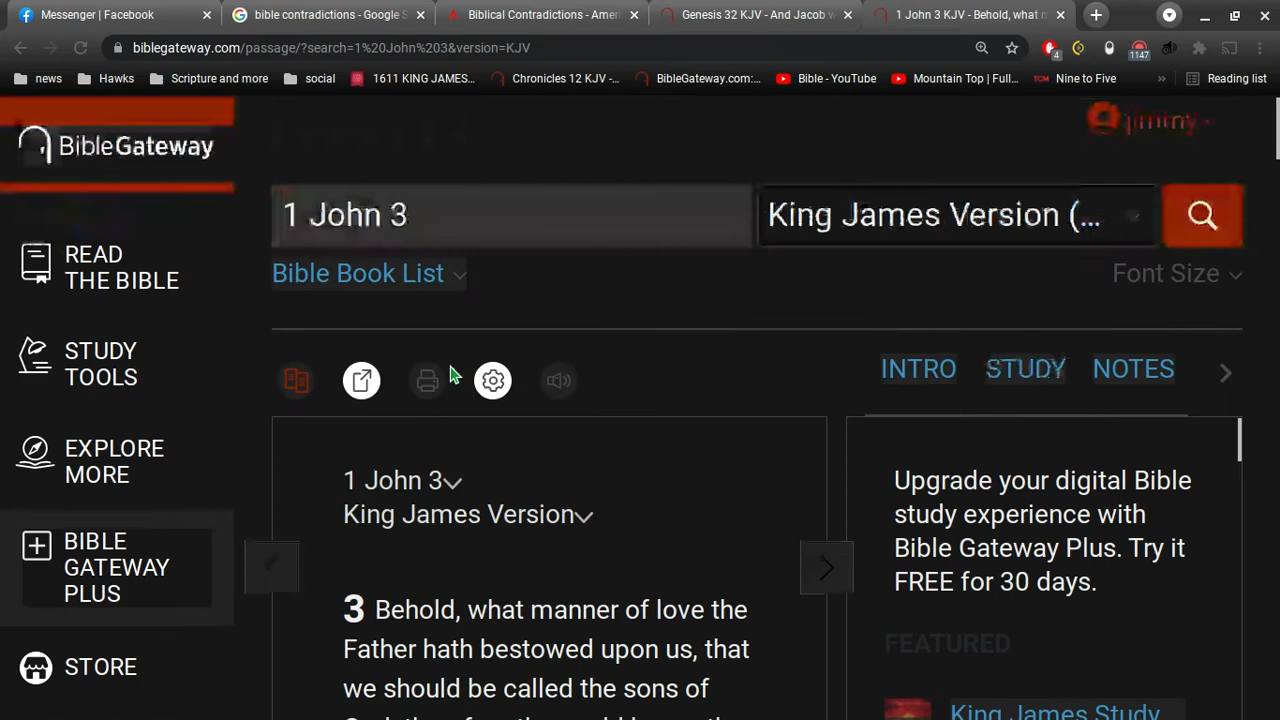 Messenger | Facebook
bible contradictions - Google S
Biblical Contradictions - Amer
Genesis 32 KJV - And Jacob w
1 John 3 KJV - Behold, what m
biblegateway.com/passage/?search=1%20John%203&version=KJV
4
1147
news
Hawks
Scripture and more
social
1611 KING JAMES...
Chronicles 12 KJV -...
BibleGateway.com:...
Bible - YouTube
Mountain Top | Full...
TCM Nine to Five
»
Reading list
BibleGateway
jimmy
1 John 3
King James Version (...
Bible Book List
Font Size
READ
THE BIBLE
STUDY
TOOLS
EXPLORE
MORE
BIBLE
GATEWAY
PLUS
STORE
INTRO
STUDY
NOTES
1 John 3
King James Version
3 Behold, what manner of love the
Father hath bestowed upon us, that
we should be called the sons of
Upgrade your digital Bible
study experience with
Bible Gateway Plus. Try it
FREE for 30 days.
FEATURED
King James Study